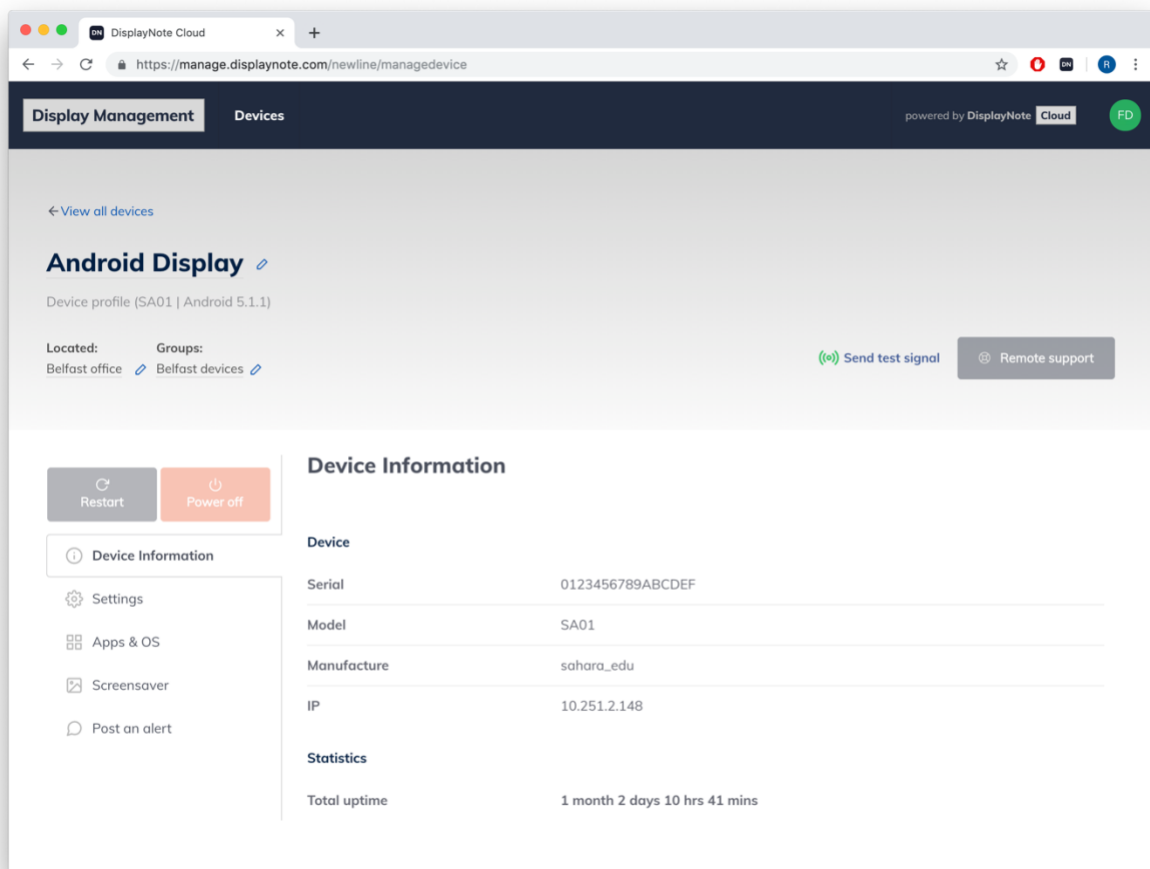 DN DisplayNote Cloud
https://manage.displaynote.com/newline/managedevice
DN
R
Display Management Devices powered by DisplayNote Cloud FD
View all devices
Android Display
Device profile (SA01 | Android 5.1.1)
Located: Groups:
Belfast office Belfast devices
Send test signal Remote support
Restart Power off
Device Information
Settings
Apps & OS
Screensaver
Post an alert
Device Information
Device
Serial 0123456789ABCDEF
Model SA01
Manufacture sahara_edu
IP 10.251.2.148
Statistics
Total uptime 1 month 2 days 10 hrs 41 mins